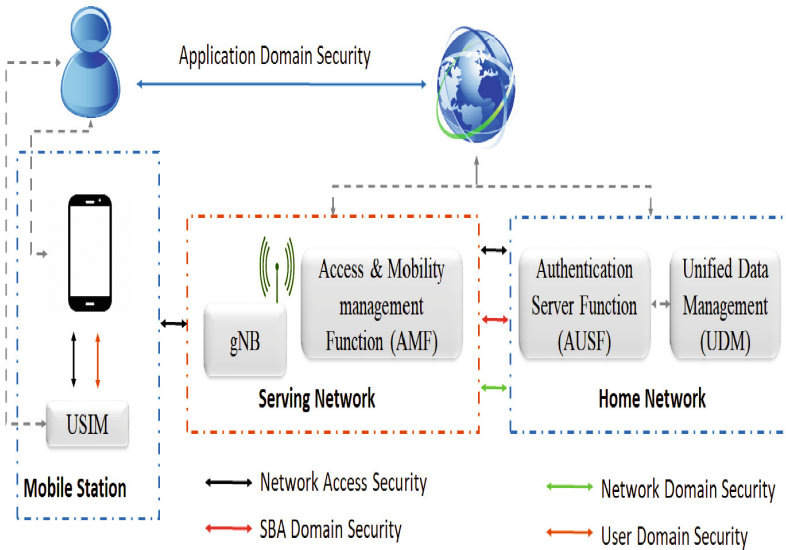 Application Domain Security
Access & Mobility
management
Function (AMF)
gNB
Serving Network
Authentication
Server Function
(AUSF)
Unified Data
Management
(UDM)
Home Network
USIM
Mobile Station
Network Access Security
SBA Domain Security
Network Domain Security
User Domain Security